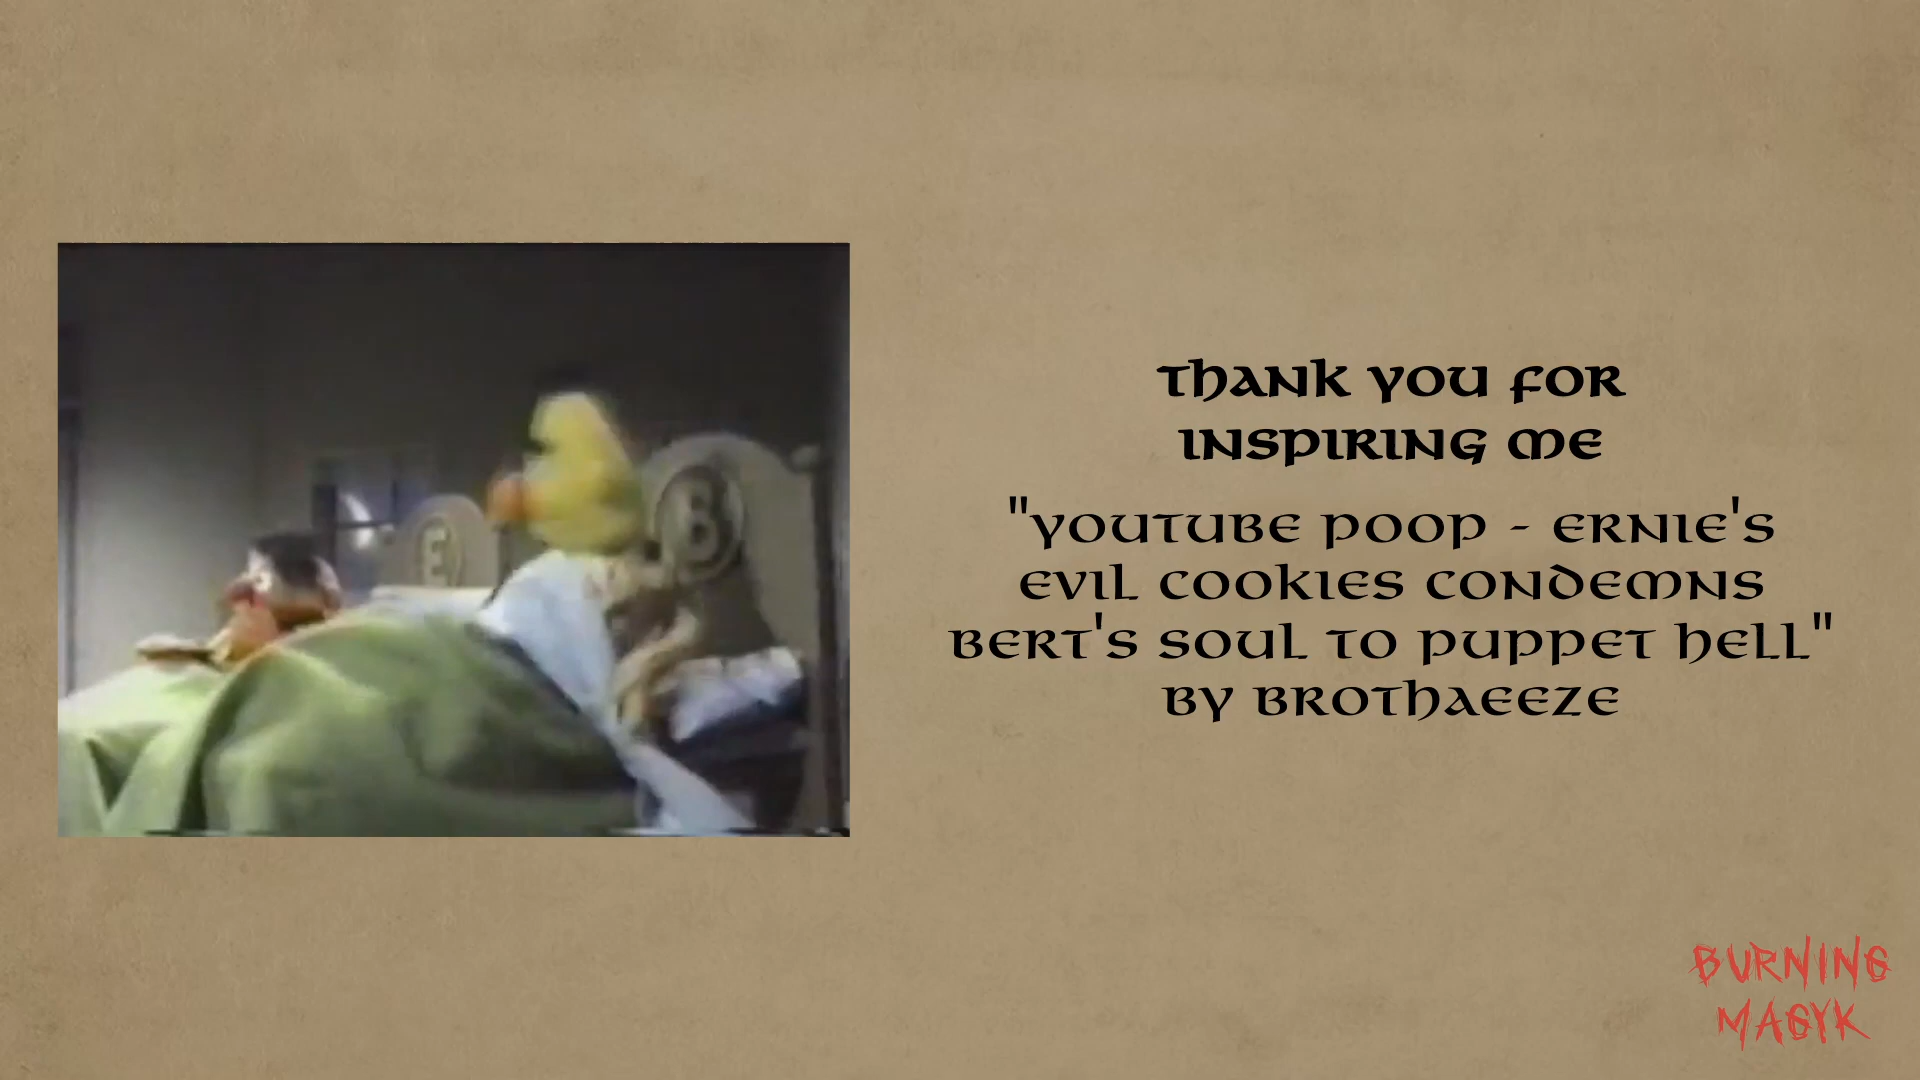 E
B
THANK YOU FOR
INSPIRING ME
"YOUTUBE POOP - ERNIE'S
EVIL COOKIES CONDEMNS
BERT'S SOUL TO PUPPET HELL"
BY BROTHAEEZE
BURNING
MAGYK